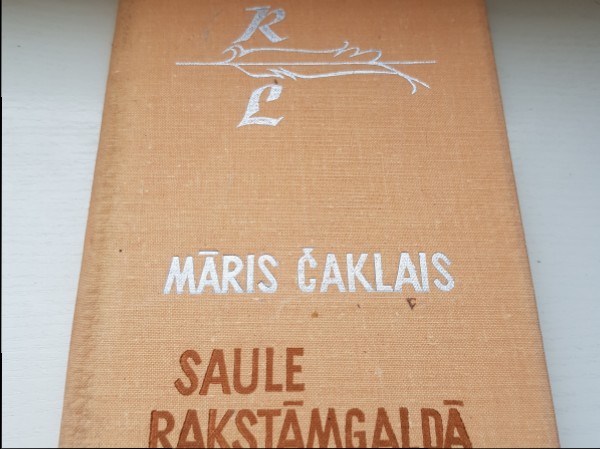 R
L
MĀRIS ČAKLAIS
SAULE
RAKSTĀMGALDĀ